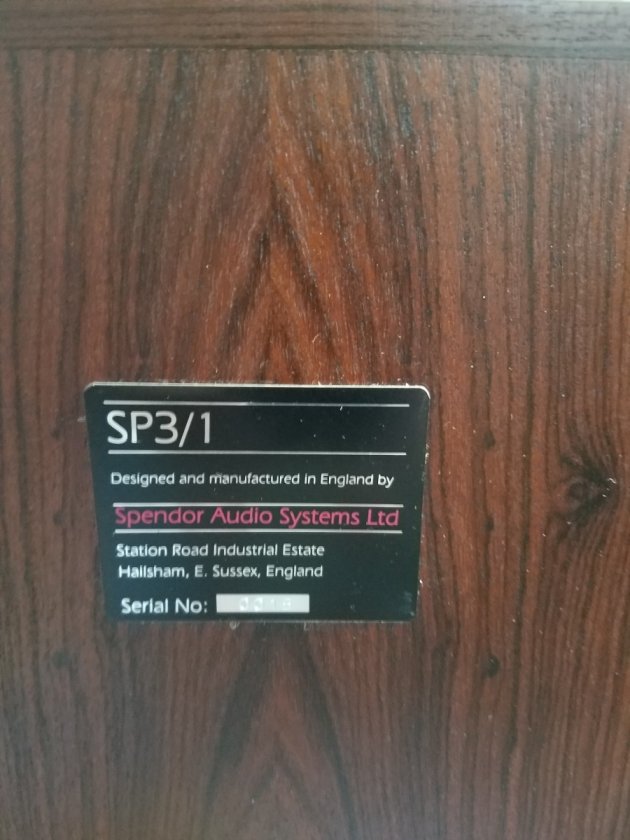 SP3/1
Designed and manufactured in England by
Spendor Audio Systems Ltd
Station Road Industrial Estate
Hailsham, E. Sussex, England
Serial No: